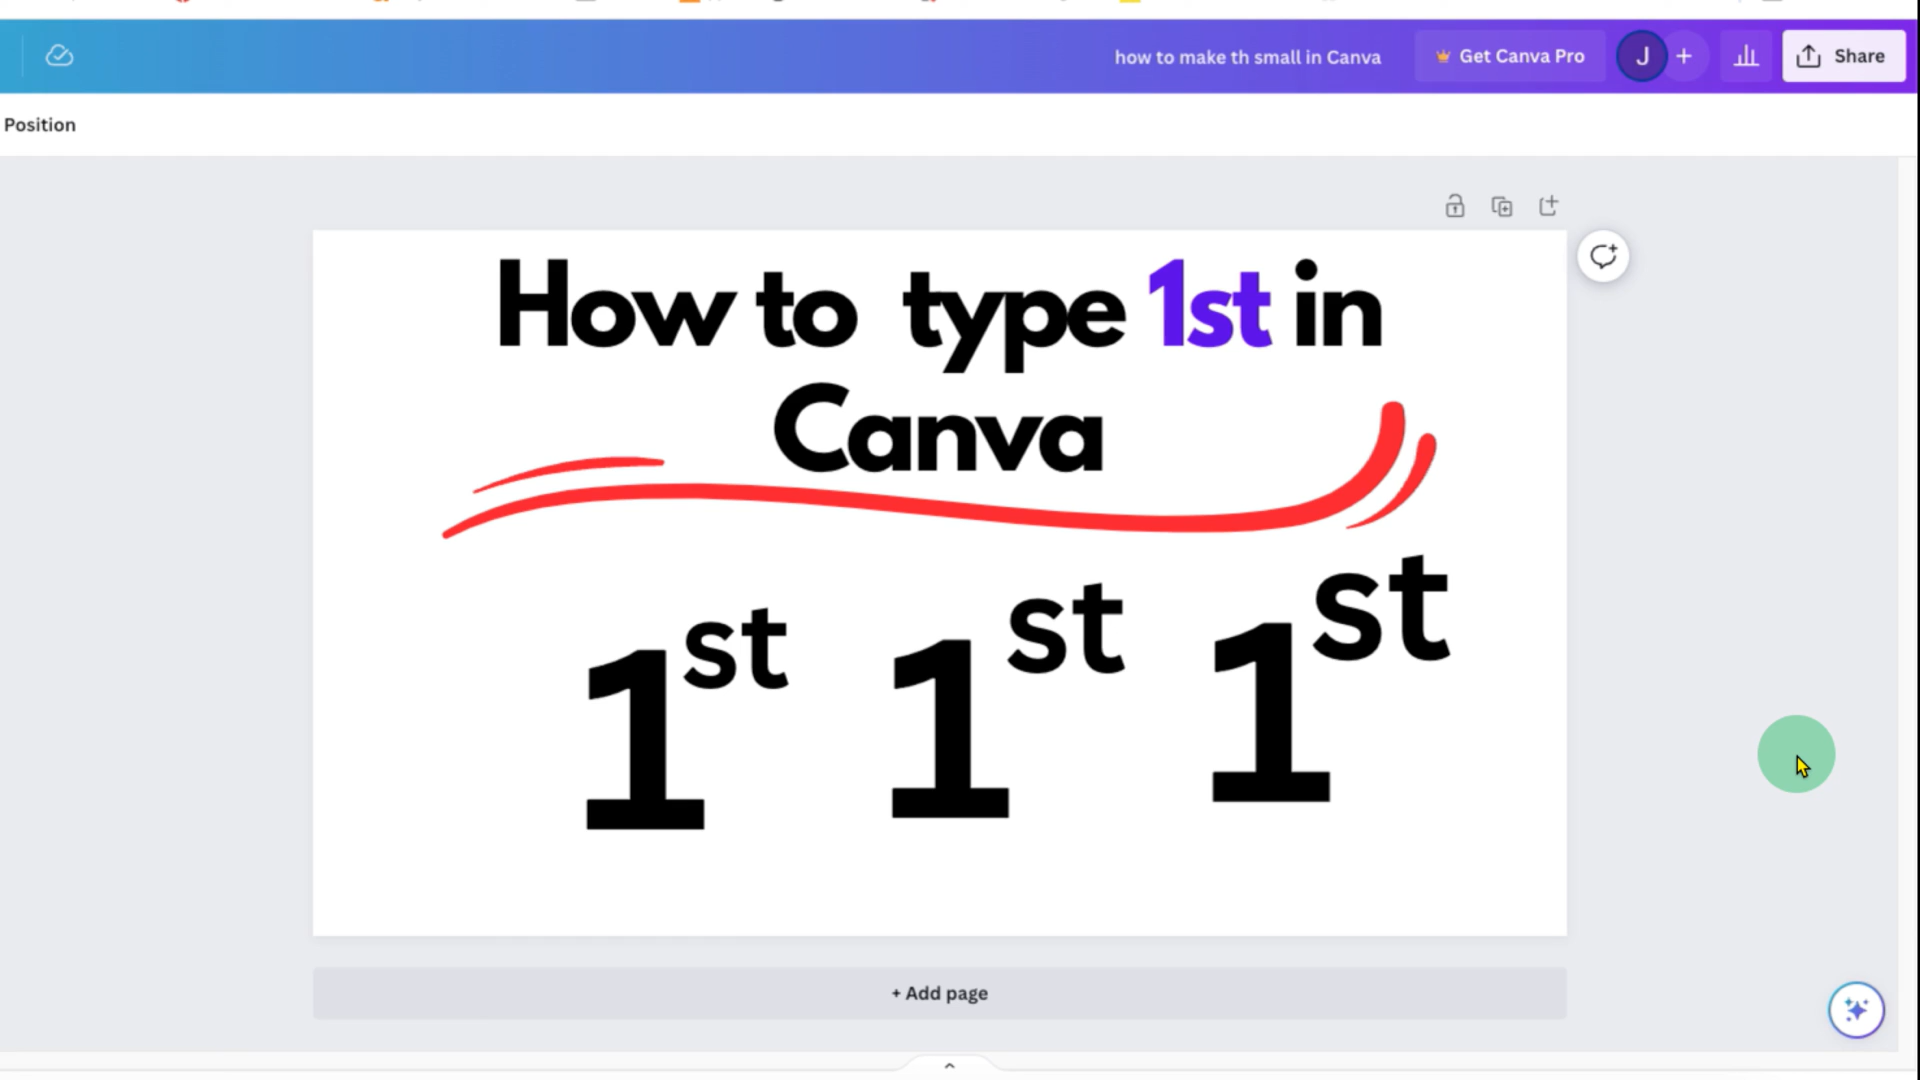 how to make th small in Canva
Get Canva Pro
J
Share
Position
How to type 1st in
Canva
1st 1st 1st
+ Add page